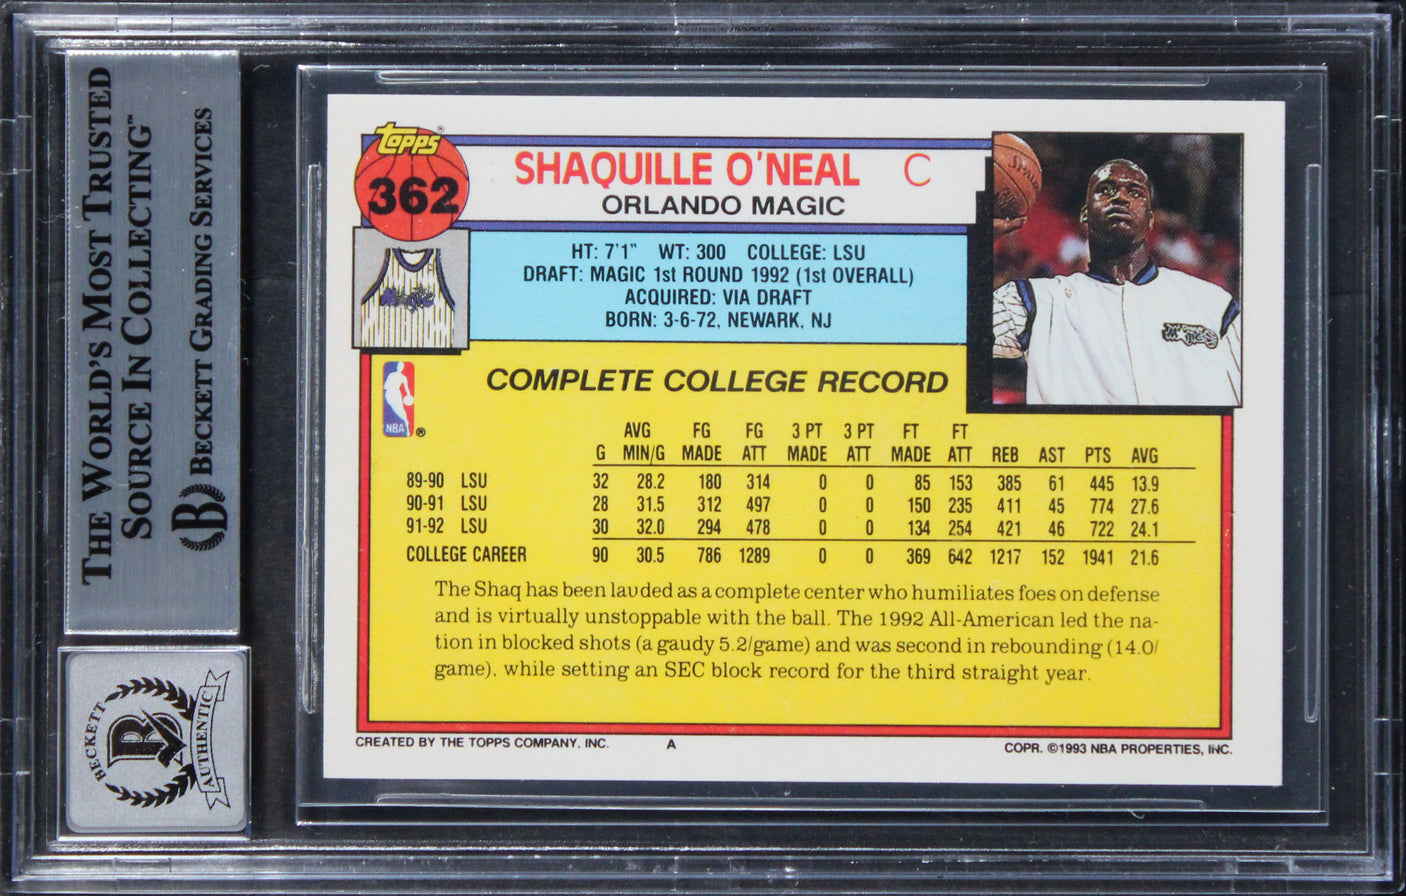 THE WORLD'S MOST TRUSTED
SOURCE IN COLLECTING™
BECKETT GRADING SERVICES
B
BECKETT
B
AUTHENTIC
Topps®
362
SHAQUILLE O'NEAL C
ORLANDO MAGIC
HT: 7'1" WT: 300 COLLEGE: LSU
DRAFT: MAGIC 1st ROUND 1992 (1st OVERALL)
ACQUIRED: VIA DRAFT
BORN: 3-6-72, NEWARK, NJ
Magic
SPALDING
MAGIC
NBA ®
COMPLETE COLLEGE RECORD
AVG FG FG 3 PT 3 PT FT FT
G MIN/G MADE ATT MADE ATT MADE ATT REB AST PTS AVG
89-90 LSU 32 28.2 180 314 0 0 85 153 385 61 445 13.9
90-91 LSU 28 31.5 312 497 0 0 150 235 411 45 774 27.6
91-92 LSU 30 32.0 294 478 0 0 134 254 421 46 722 24.1
COLLEGE CAREER 90 30.5 786 1289 0 0 369 642 1217 152 1941 21.6
The Shaq has been lauded as a complete center who humiliates foes on defense
and is virtually unstoppable with the ball. The 1992 All-American led the na-
tion in blocked shots (a gaudy 5.2/game) and was second in rebounding (14.0/
game), while setting an SEC block record for the third straight year.
CREATED BY THE TOPPS COMPANY, INC. A COPR. ©1993 NBA PROPERTIES, INC.